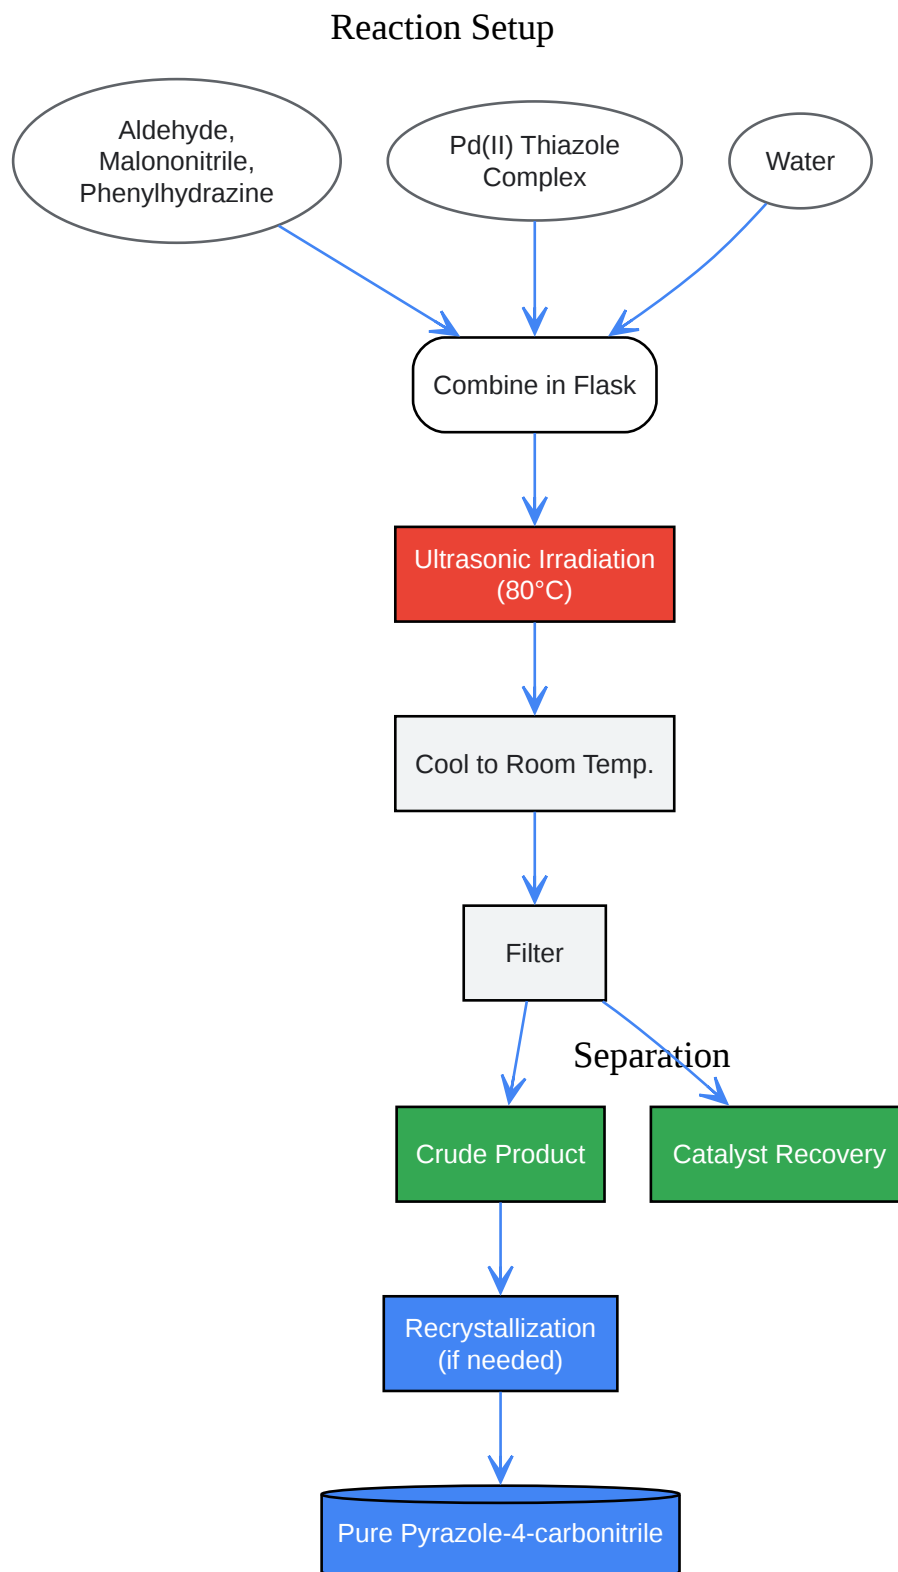 Reaction Setup
Aldehyde,
Malononitrile,
Phenylhydrazine
Pd(II) Thiazole
Complex
Water
Combine in Flask
Ultrasonic Irradiation
(80°C)
Cool to Room Temp.
Filter
Separation
Crude Product
Catalyst Recovery
Recrystallization
(if needed)
Pure Pyrazole-4-carbonitrile